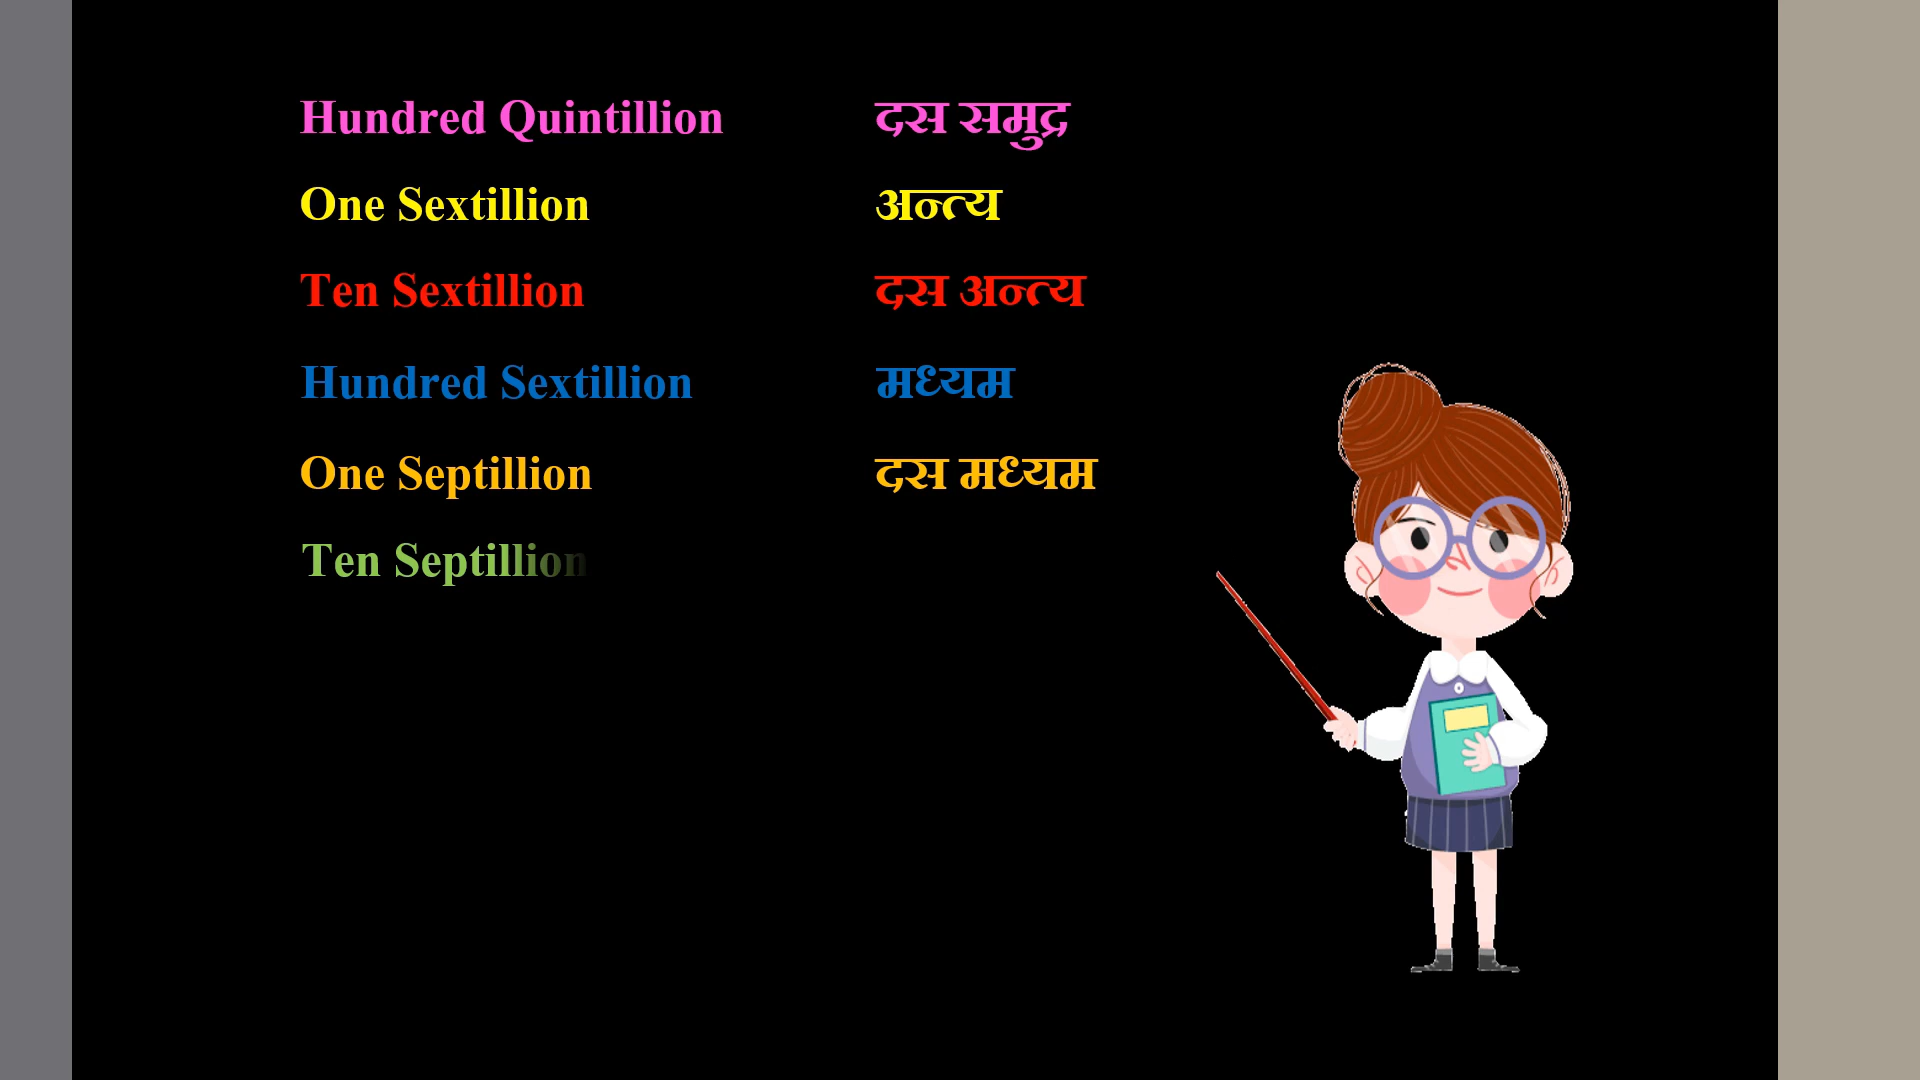 Hundred Quintillion दस समुद्र
One Sextillion अन्त्य
Ten Sextillion दस अन्त्य
Hundred Sextillion मध्यम
One Septillion दस मध्यम
Ten Septillion